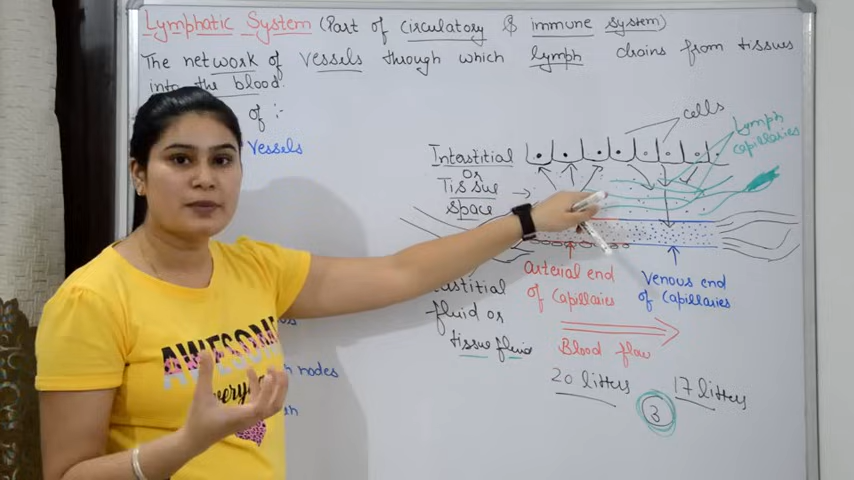 Lymphatic System (Part of circulatory & immune system)
The network of vessels through which lymph drains from tissues
into the blood.
of :-
vessels
cells
Lymph
capillaries
Interstitial
or
Tissue
space
arterial end
of Capillaries
Venous end
of Capillaries
fluid or
tissue fluid
Blood flow
nodes
20 litters
17 litters
3
AWESOME